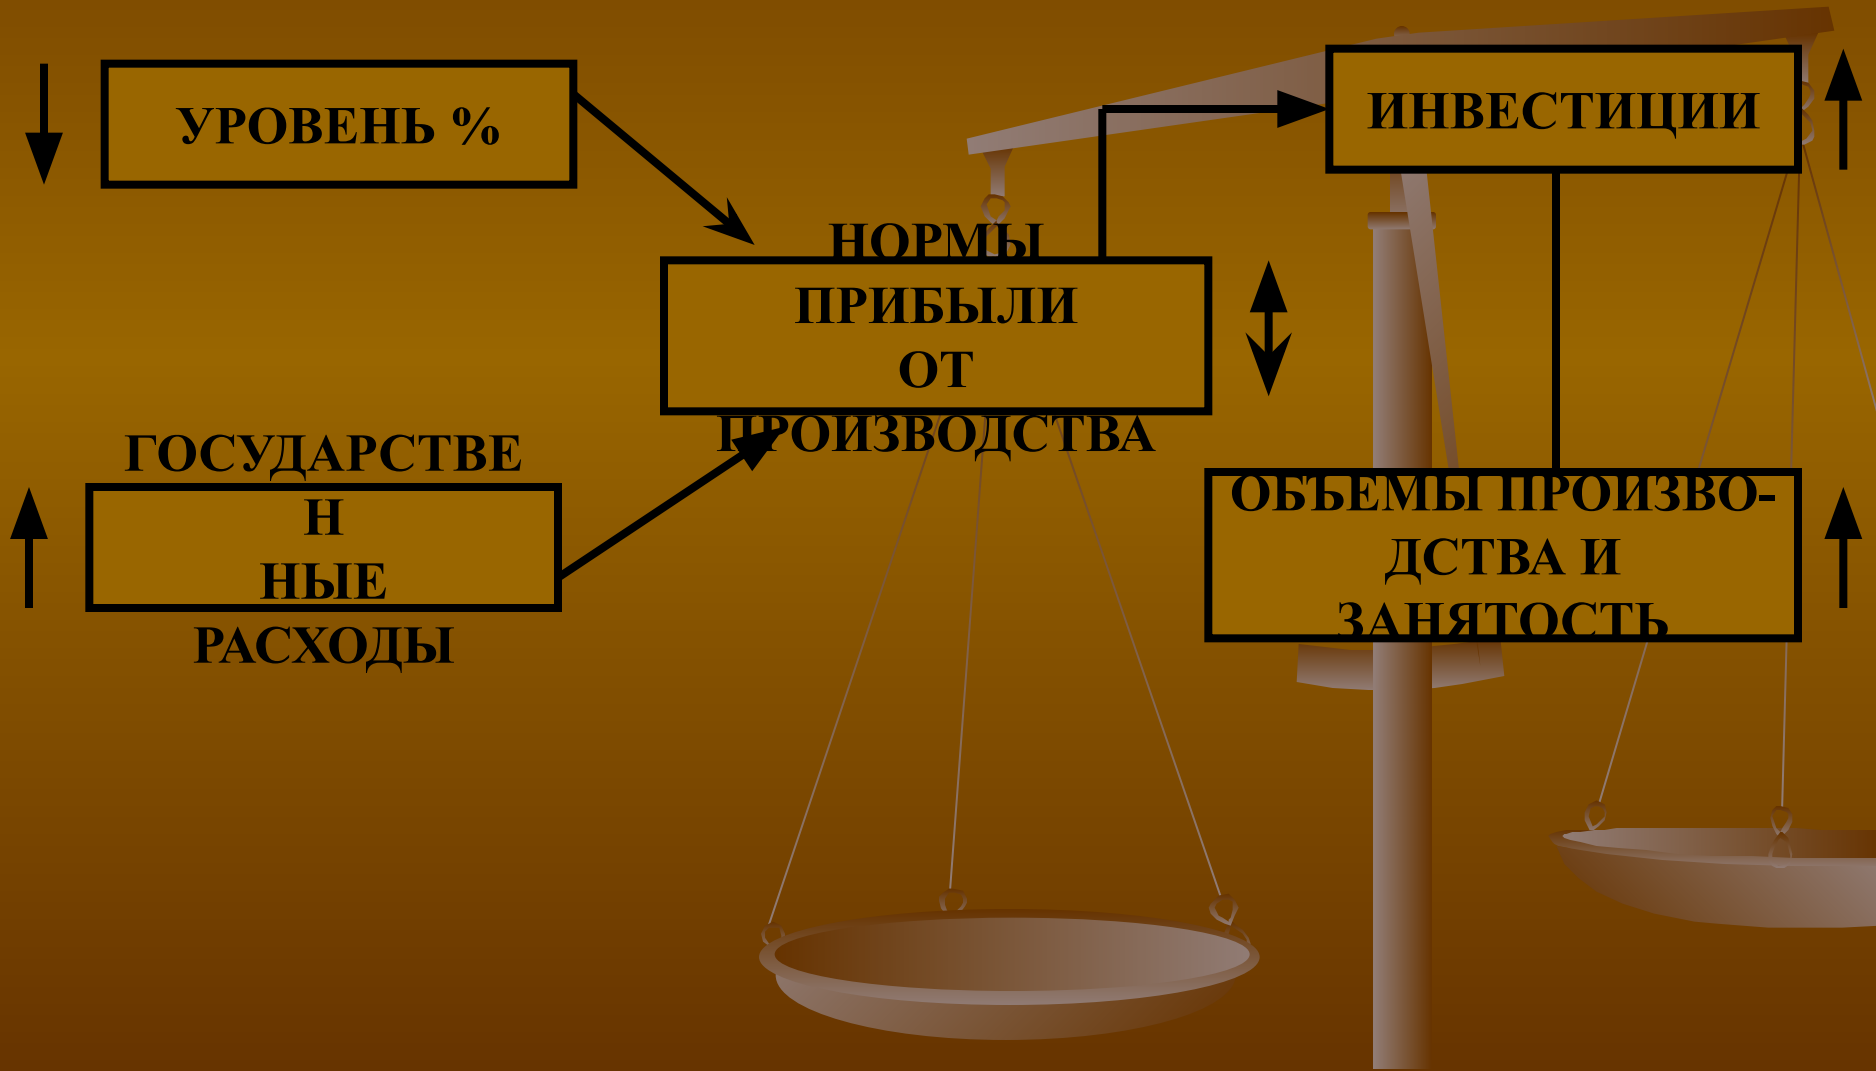 УРОВЕНЬ %
ИНВЕСТИЦИИ
НОРМЫ
ПРИБЫЛИ
ОТ
ПРОИЗВОДСТВА
ГОСУДАРСТВЕ
Н
НЫЕ
РАСХОДЫ
ОБЪЕМЫ ПРОИЗВО-
ДСТВА И
ЗАНЯТОСТЬ